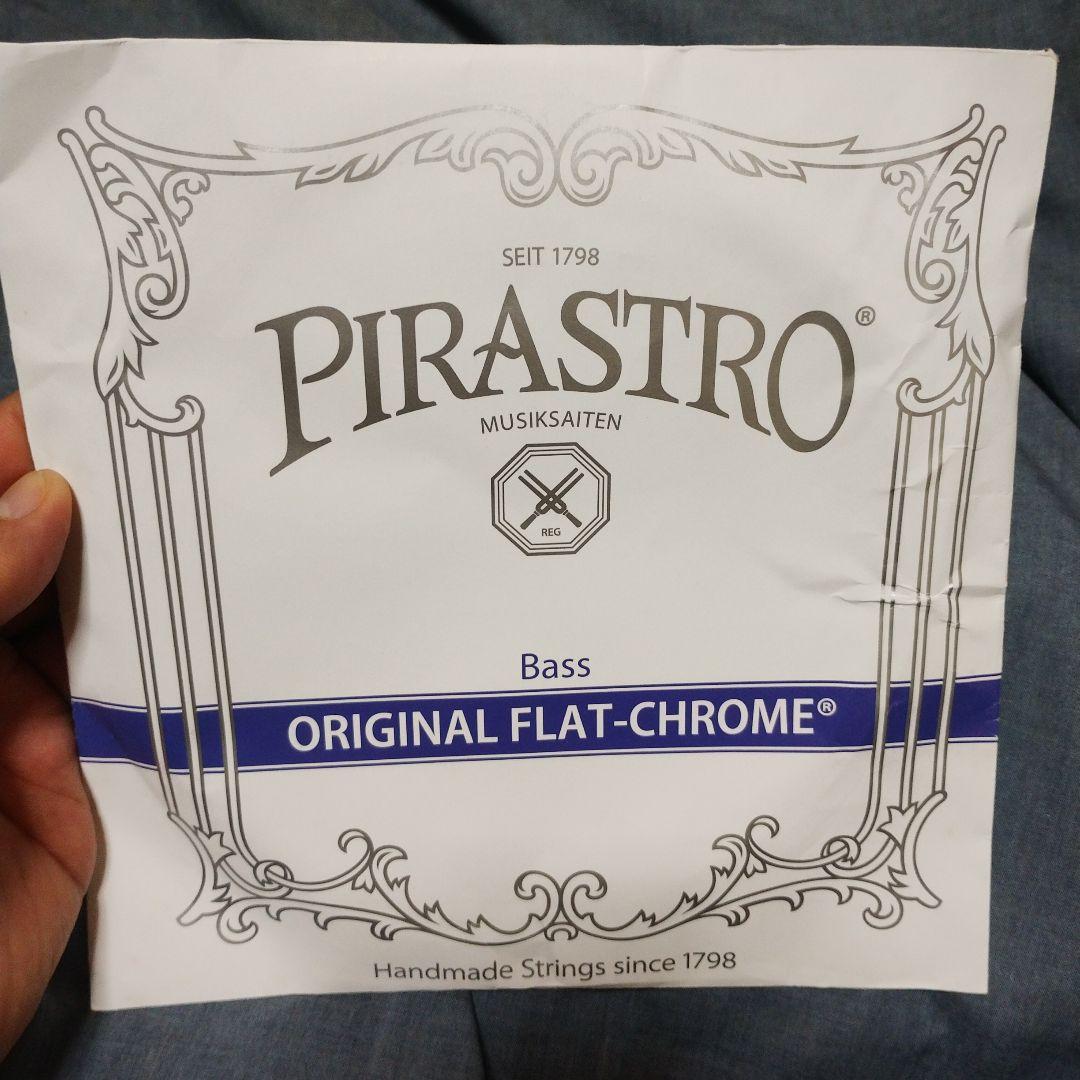 SEIT 1798
PIRASTRO®
MUSIKSAITEN
REG
Bass
ORIGINAL FLAT-CHROME®
Handmade Strings since 1798